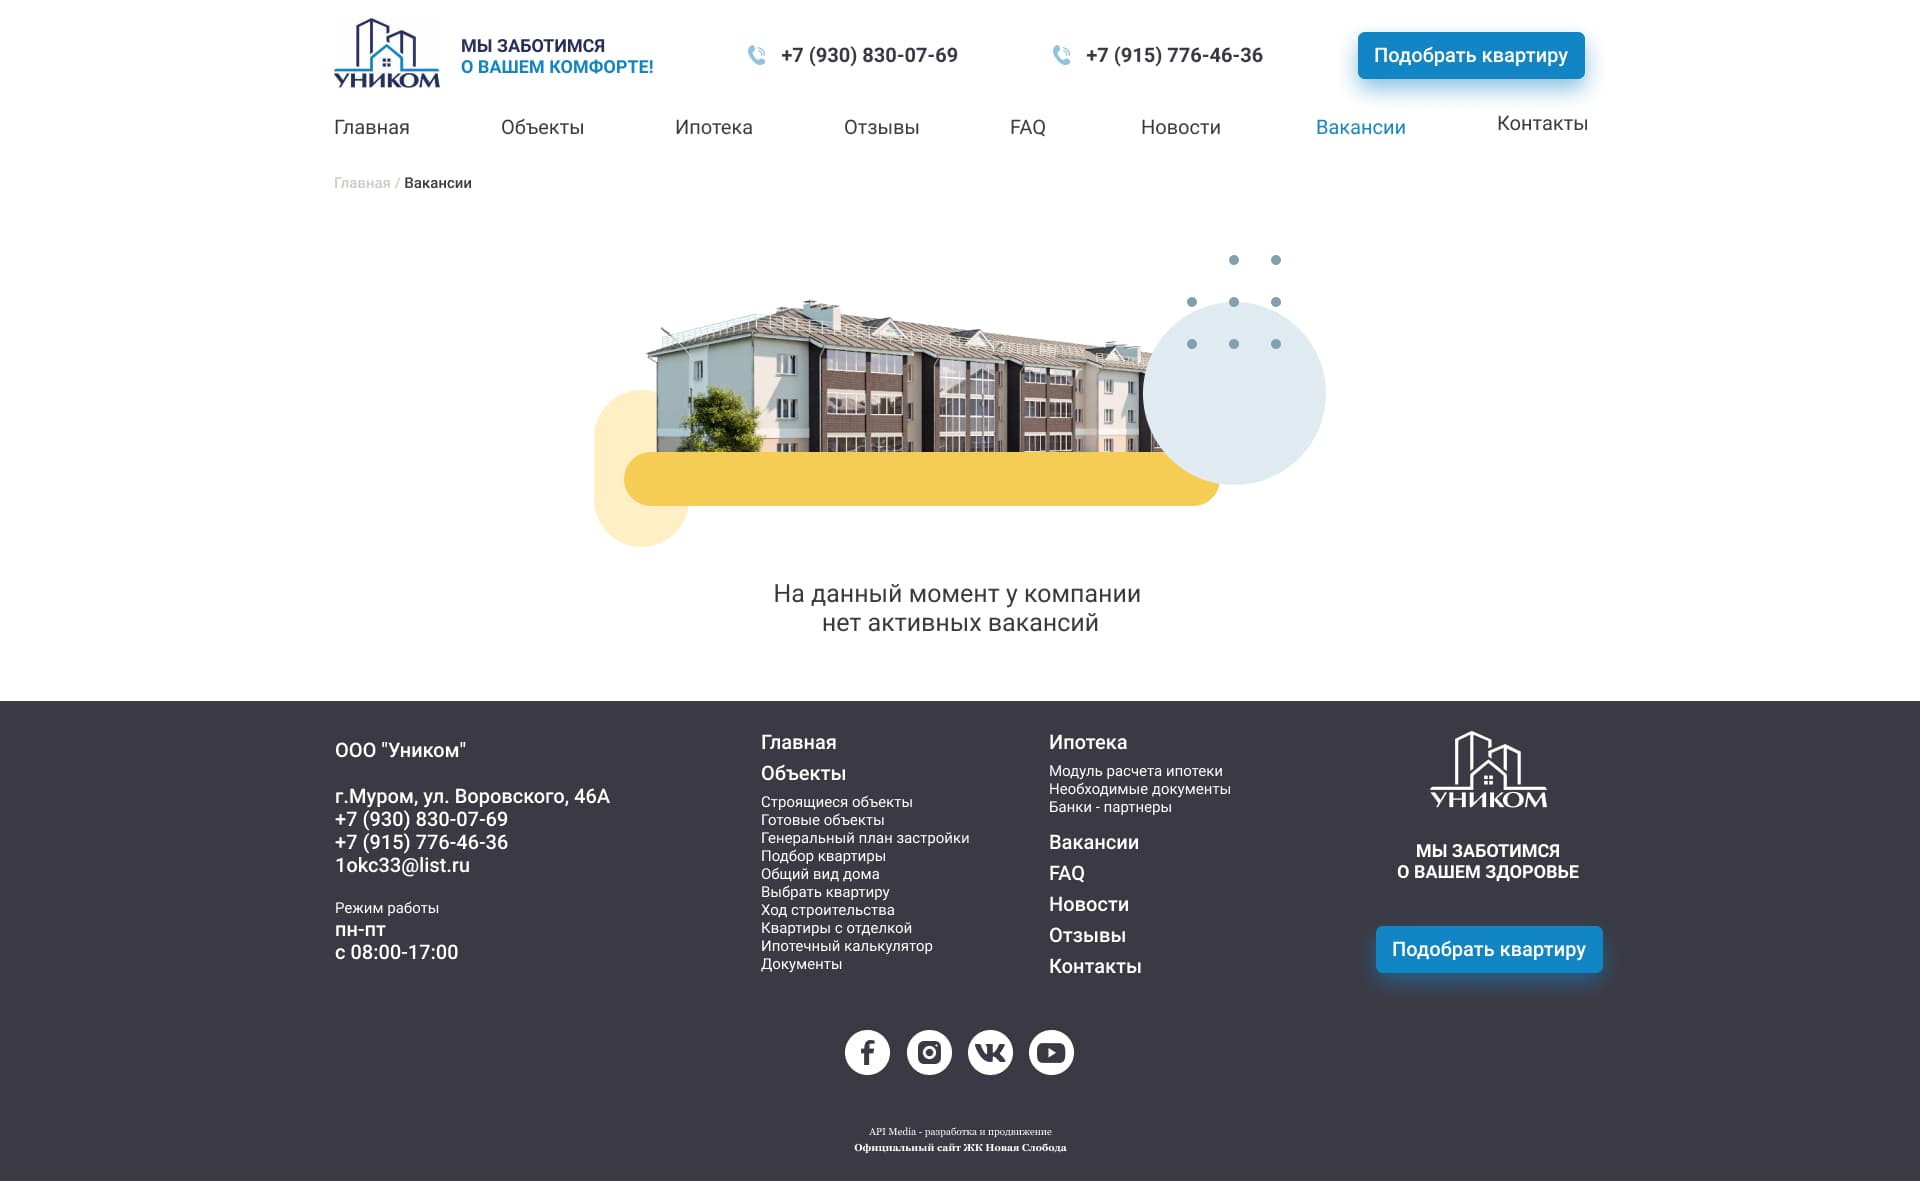 УНИКОМ
МЫ ЗАБОТИМСЯ
О ВАШЕМ КОМФОРТЕ!
+7 (930) 830-07-69
+7 (915) 776-46-36
Подобрать квартиру
Главная
Объекты
Ипотека
Отзывы
FAQ
Новости
Вакансии
Контакты
Главная / Вакансии
На данный момент у компании
нет активных вакансий
ООО "Уником"
г.Муром, ул. Воровского, 46А
+7 (930) 830-07-69
+7 (915) 776-46-36
1okc33@list.ru
Режим работы
пн-пт
с 08:00-17:00
Главная
Объекты
Строящиеся объекты
Готовые объекты
Генеральный план застройки
Подбор квартиры
Общий вид дома
Выбрать квартиру
Ход строительства
Квартиры с отделкой
Ипотечный калькулятор
Документы
Ипотека
Модуль расчета ипотеки
Необходимые документы
Банки - партнеры
Вакансии
FAQ
Новости
Отзывы
Контакты
УНИКОМ
МЫ ЗАБОТИМСЯ
О ВАШЕМ ЗДОРОВЬЕ
Подобрать квартиру
API Media - разработка и продвижение
Официальный сайт ЖК Новая Слобода